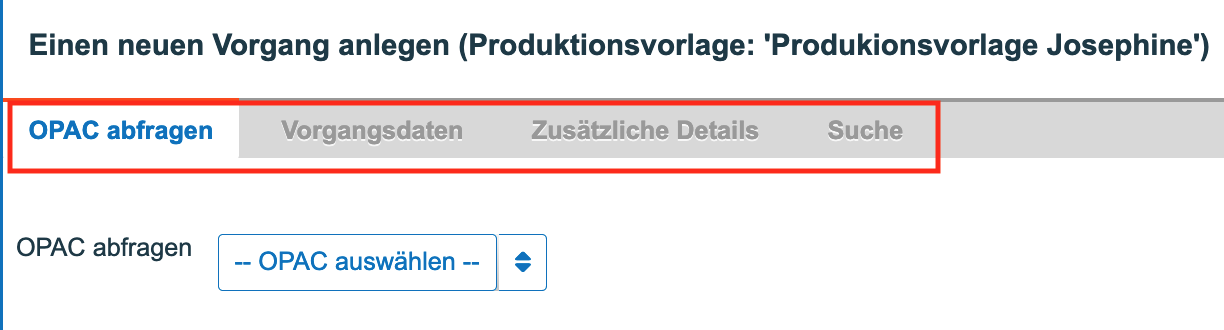 Einen neuen Vorgang anlegen (Produktionsvorlage: 'Produkionsvorlage Josephine')
OPAC abfragen Vorgangsdaten Zusätzliche Details Suche
OPAC abfragen -- OPAC auswählen --